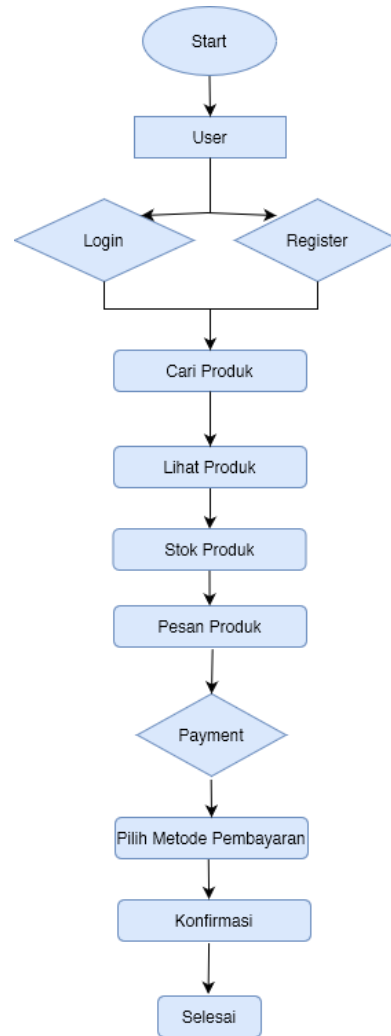 Start
User
Login
Register
Cari Produk
Lihat Produk
Stok Produk
Pesan Produk
Payment
Pilih Metode Pembayaran
Konfirmasi
Selesai